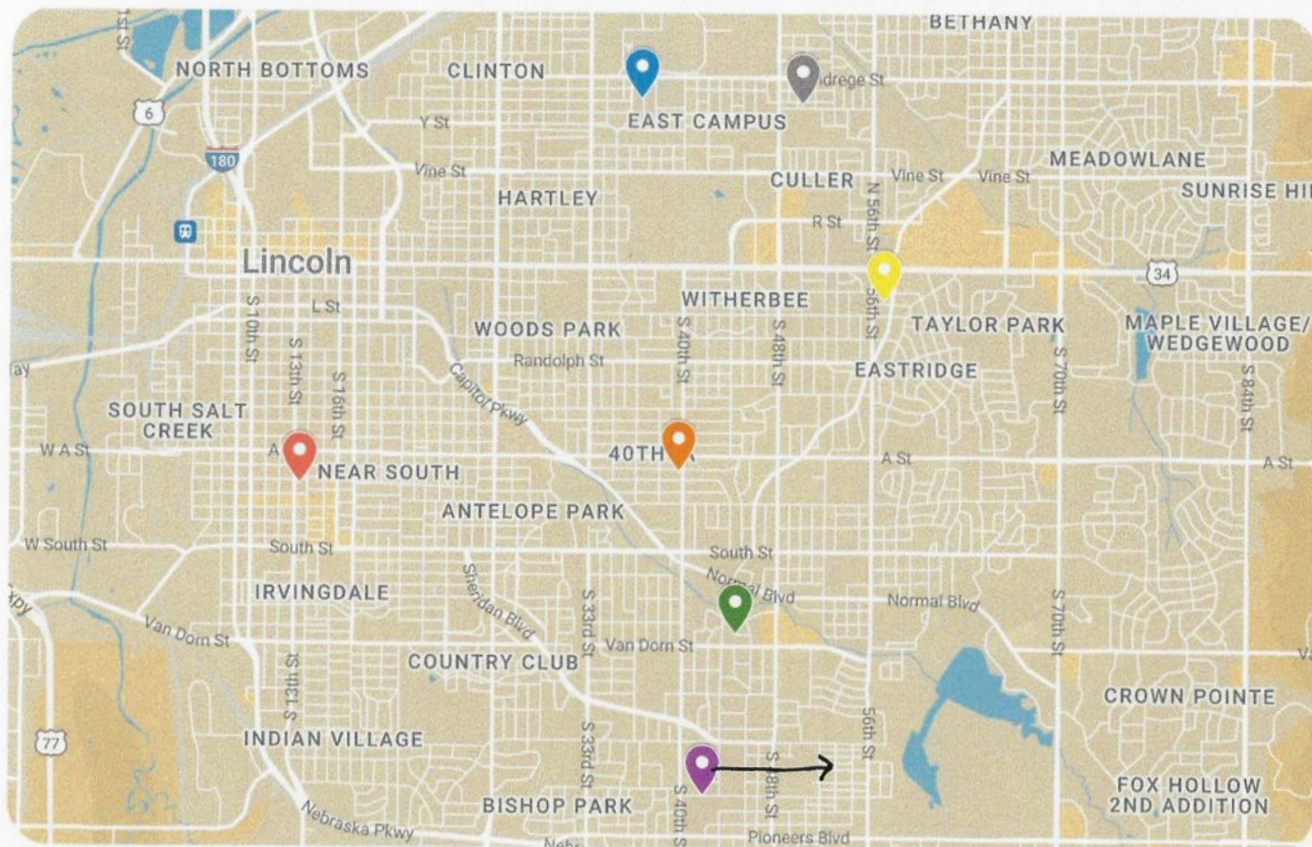 BETHANY
1st St
NORTH BOTTOMS
CLINTON
drege St
6
Y St
EAST CAMPUS
180
Vine St
MEADOWLANE
CULLER
Vine St
Vine St
HARTLEY
N 56th St
R St
Lincoln
34
WITHERBEE
S 10th St
L St
56th St
WOODS PARK
TAYLOR PARK
MAPLE VILLAGE/
WEDGEWOOD
S 13th St
S 40th St
S 48th St
Randolph St
EASTRIDGE
S 70th St
S 84th St
S 16th St
Capitol Pkwy
SOUTH SALT
CREEK
W A St
A
NEAR SOUTH
40TH
A St
A St
ANTELOPE PARK
W South St
South St
South St
Normal Blvd
IRVINGDALE
Sheridan Blvd
S 33rd St
Normal Blvd
S 70th St
Van Dorn St
Van Dorn St
COUNTRY CLUB
S 13th St
CROWN POINTE
77
INDIAN VILLAGE
S 33rd St
56th St
S 48th St
S 40th S
BISHOP PARK
FOX HOLLOW
2ND ADDITION
Nebraska Pkwy
Pioneers Blvd